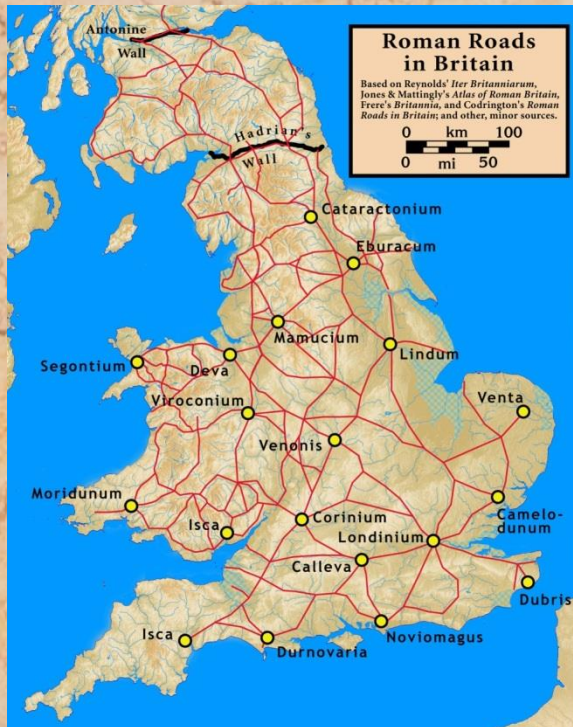 Antonine
Wall
Roman Roads
in Britain
Based on Reynolds' Iter Britanniarum,
Jones & Mattingly's Atlas of Roman Britain,
Frere's Britannia, and Codrington's Roman
Roads in Britain; and other, minor sources.
0 km 100
0 mi 50
Hadrian's
Wall
Cataractonium
Eburacum
Mamucium
Segontium
Deva
Lindum
Viroconium
Venta
Venonis
Moridunum
Isca
Corinium
Camelo-
dunum
Londinium
Calleva
Dubris
Isca
Durnovaria
Noviomagus